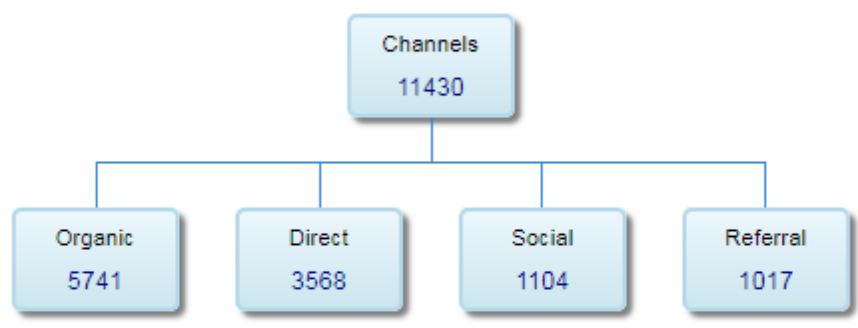 Channels
11430
Organic
5741
Direct
3568
Social
1104
Referral
1017